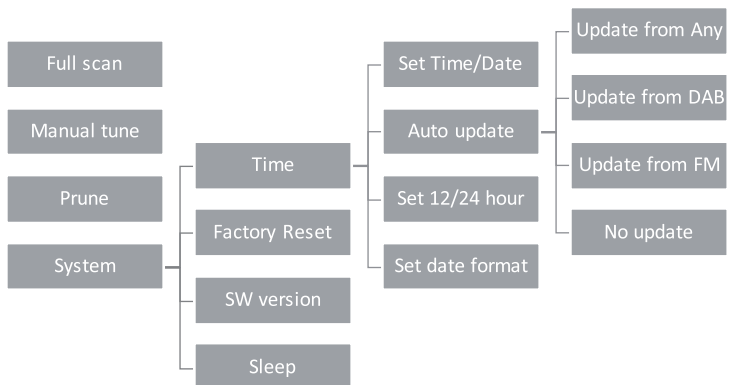 Full scan
Manual tune
Prune
System
Time
Factory Reset
SW version
Sleep
Set Time/Date
Auto update
Set 12/24 hour
Set date format
Update from Any
Update from DAB
Update from FM
No update